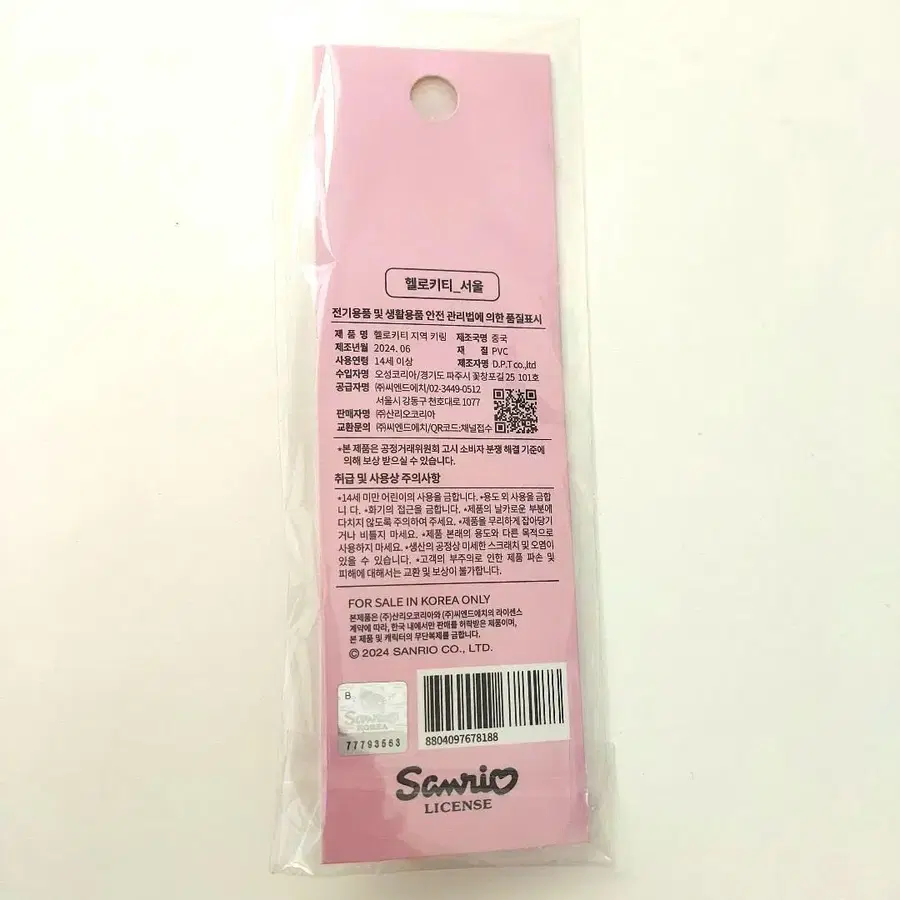 헬로키티_서울
전기용품 및 생활용품 안전 관리법에 의한 품질표시
제 품 명 헬로키티 지역 키링 제조국명 중국
제조년월 2024. 06 재 질 PVC
사용연령 14세 이상 제조자명 D.P.T co.,ltd
수입자명 오성코리아/경기도 파주시 꽃창포길 25 101호
공급자명 ㈜씨엔드에치/02-3449-0512
서울시 강동구 천호대로 1077
판매자명 ㈜산리오코리아
교환문의 ㈜씨엔드에치/QR코드:채널접수
*본 제품은 공정거래위원회 고시 소비자 분쟁 해결 기준에
의해 보상 받으실 수 있습니다.
취급 및 사용상 주의사항
*14세 미만 어린이의 사용을 금합니다. *용도 외 사용을 금합
니 다. *화기의 접근을 금합니다. *제품의 날카로운 부분에
다치지 않도록 주의하여 주세요. *제품을 무리하게 잡아당기
거나 비틀지 마세요. *제품 본래의 용도와 다른 목적으로
사용하지 마세요. *생산의 공정상 미세한 스크래치 및 오염이
있을 수 있습니다. *고객의 부주의로 인한 제품 파손 및
피해에 대해서는 교환 및 보상이 불가합니다.
FOR SALE IN KOREA ONLY
본제품은 (주)산리오코리아와 (주)씨엔드에치의 라이센스
계약에 따라, 한국 내에서만 판매를 허락받은 제품이며,
본 제품 및 캐릭터의 무단복제를 금합니다.
© 2024 SANRIO CO., LTD.
B
Sanrio
KOREA
77793563
8804097678188
Sanrio
LICENSE